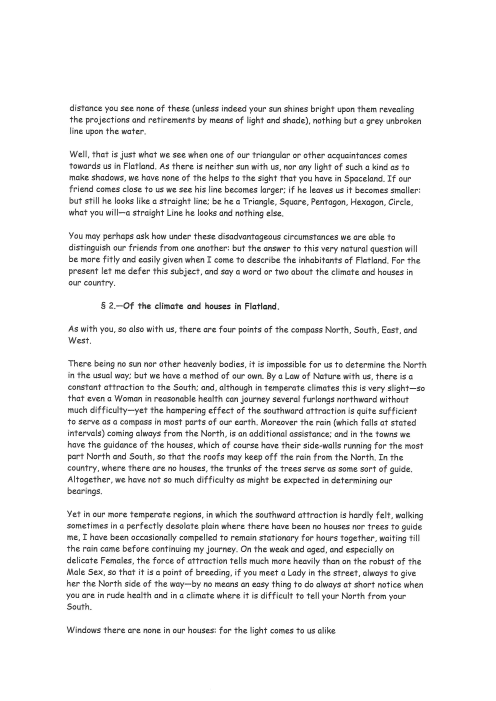 distance you see none of these (unless indeed your sun shines bright upon them revealing
the projections and retirements by means of light and shade), nothing but a grey unbroken
line upon the water.
Well, that is just what we see when one of our triangular or other acquaintances comes
towards us in Flatland. As there is neither sun with us, nor any light of such a kind as to
make shadows, we have none of the helps to the sight that you have in Spaceland. If our
friend comes close to us we see his line becomes larger; if he leaves us it becomes smaller:
but still he looks like a straight line; be he a Triangle, Square, Pentagon, Hexagon, Circle,
what you will—a straight Line he looks and nothing else.
You may perhaps ask how under these disadvantageous circumstances we are able to
distinguish our friends from one another: but the answer to this very natural question will
be more fitly and easily given when I come to describe the inhabitants of Flatland. For the
present let me defer this subject, and say a word or two about the climate and houses in
our country.
§ 2.—Of the climate and houses in Flatland.
As with you, so also with us, there are four points of the compass North, South, East, and
West.
There being no sun nor other heavenly bodies, it is impossible for us to determine the North
in the usual way; but we have a method of our own. By a Law of Nature with us, there is a
constant attraction to the South; and, although in temperate climates this is very slight—so
that even a Woman in reasonable health can journey several furlongs northward without
much difficulty—yet the hampering effect of the southward attraction is quite sufficient
to serve as a compass in most parts of our earth. Moreover the rain (which falls at stated
intervals) coming always from the North, is an additional assistance; and in the towns we
have the guidance of the houses, which of course have their side-walls running for the most
part North and South, so that the roofs may keep off the rain from the North. In the
country, where there are no houses, the trunks of the trees serve as some sort of guide.
Altogether, we have not so much difficulty as might be expected in determining our
bearings.
Yet in our more temperate regions, in which the southward attraction is hardly felt, walking
sometimes in a perfectly desolate plain where there have been no houses nor trees to guide
me, I have been occasionally compelled to remain stationary for hours together, waiting till
the rain came before continuing my journey. On the weak and aged, and especially on
delicate Females, the force of attraction tells much more heavily than on the robust of the
Male Sex, so that it is a point of breeding, if you meet a Lady in the street, always to give
her the North side of the way—by no means an easy thing to do always at short notice when
you are in rude health and in a climate where it is difficult to tell your North from your
South.
Windows there are none in our houses: for the light comes to us alike